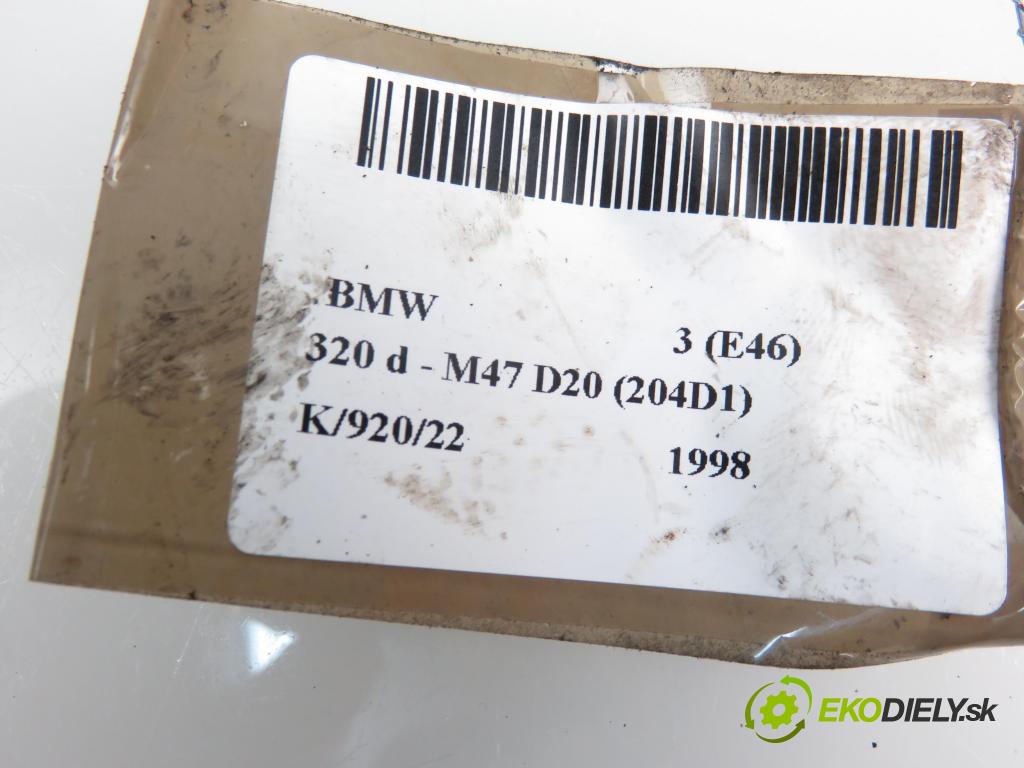 BMW 3 (E46)
320 d - M47 D20 (204D1)
K/920/22 1998
EKODIELY.sk